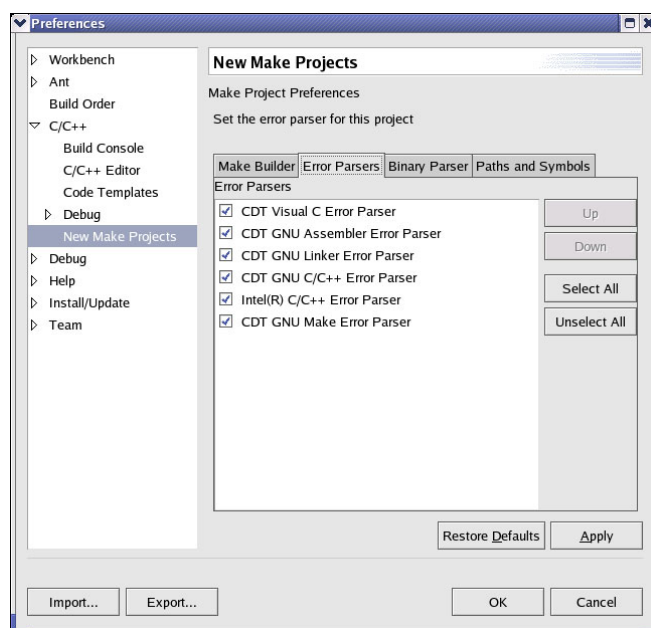 Preferences
Workbench
Ant
Build Order
C/C++
Build Console
C/C++ Editor
Code Templates
Debug
New Make Projects
Debug
Help
Install/Update
Team
New Make Projects
Make Project Preferences
Set the error parser for this project
Make Builder Error Parsers Binary Parser Paths and Symbols
Error Parsers
CDT Visual C Error Parser
CDT GNU Assembler Error Parser
CDT GNU Linker Error Parser
CDT GNU C/C++ Error Parser
Intel(R) C/C++ Error Parser
CDT GNU Make Error Parser
Up
Down
Select All
Unselect All
Restore Defaults Apply
Import... Export... OK Cancel